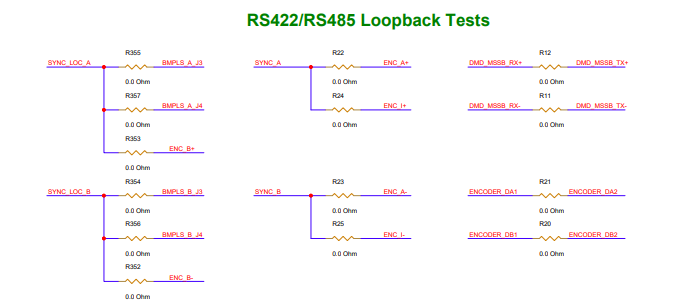 RS422/RS485 Loopback Tests
R355
SYNC_LOC_A
BMPLS_A_J3
0.0 Ohm
R357
BMPLS_A_J4
0.0 Ohm
R353
ENC_B+
0.0 Ohm
R22
SYNC_A
ENC_A+
0.0 Ohm
R24
ENC_I+
0.0 Ohm
R12
DMD_MSSB_RX+
DMD_MSSB_TX+
0.0 Ohm
R11
DMD_MSSB_RX-
DMD_MSSB_TX-
0.0 Ohm
R354
SYNC_LOC_B
BMPLS_B_J3
0.0 Ohm
R356
BMPLS_B_J4
0.0 Ohm
R352
ENC_B-
0.0 Ohm
R23
SYNC_B
ENC_A-
0.0 Ohm
R25
ENC_I-
0.0 Ohm
R21
ENCODER_DA1
ENCODER_DA2
0.0 Ohm
R20
ENCODER_DB1
ENCODER_DB2
0.0 Ohm